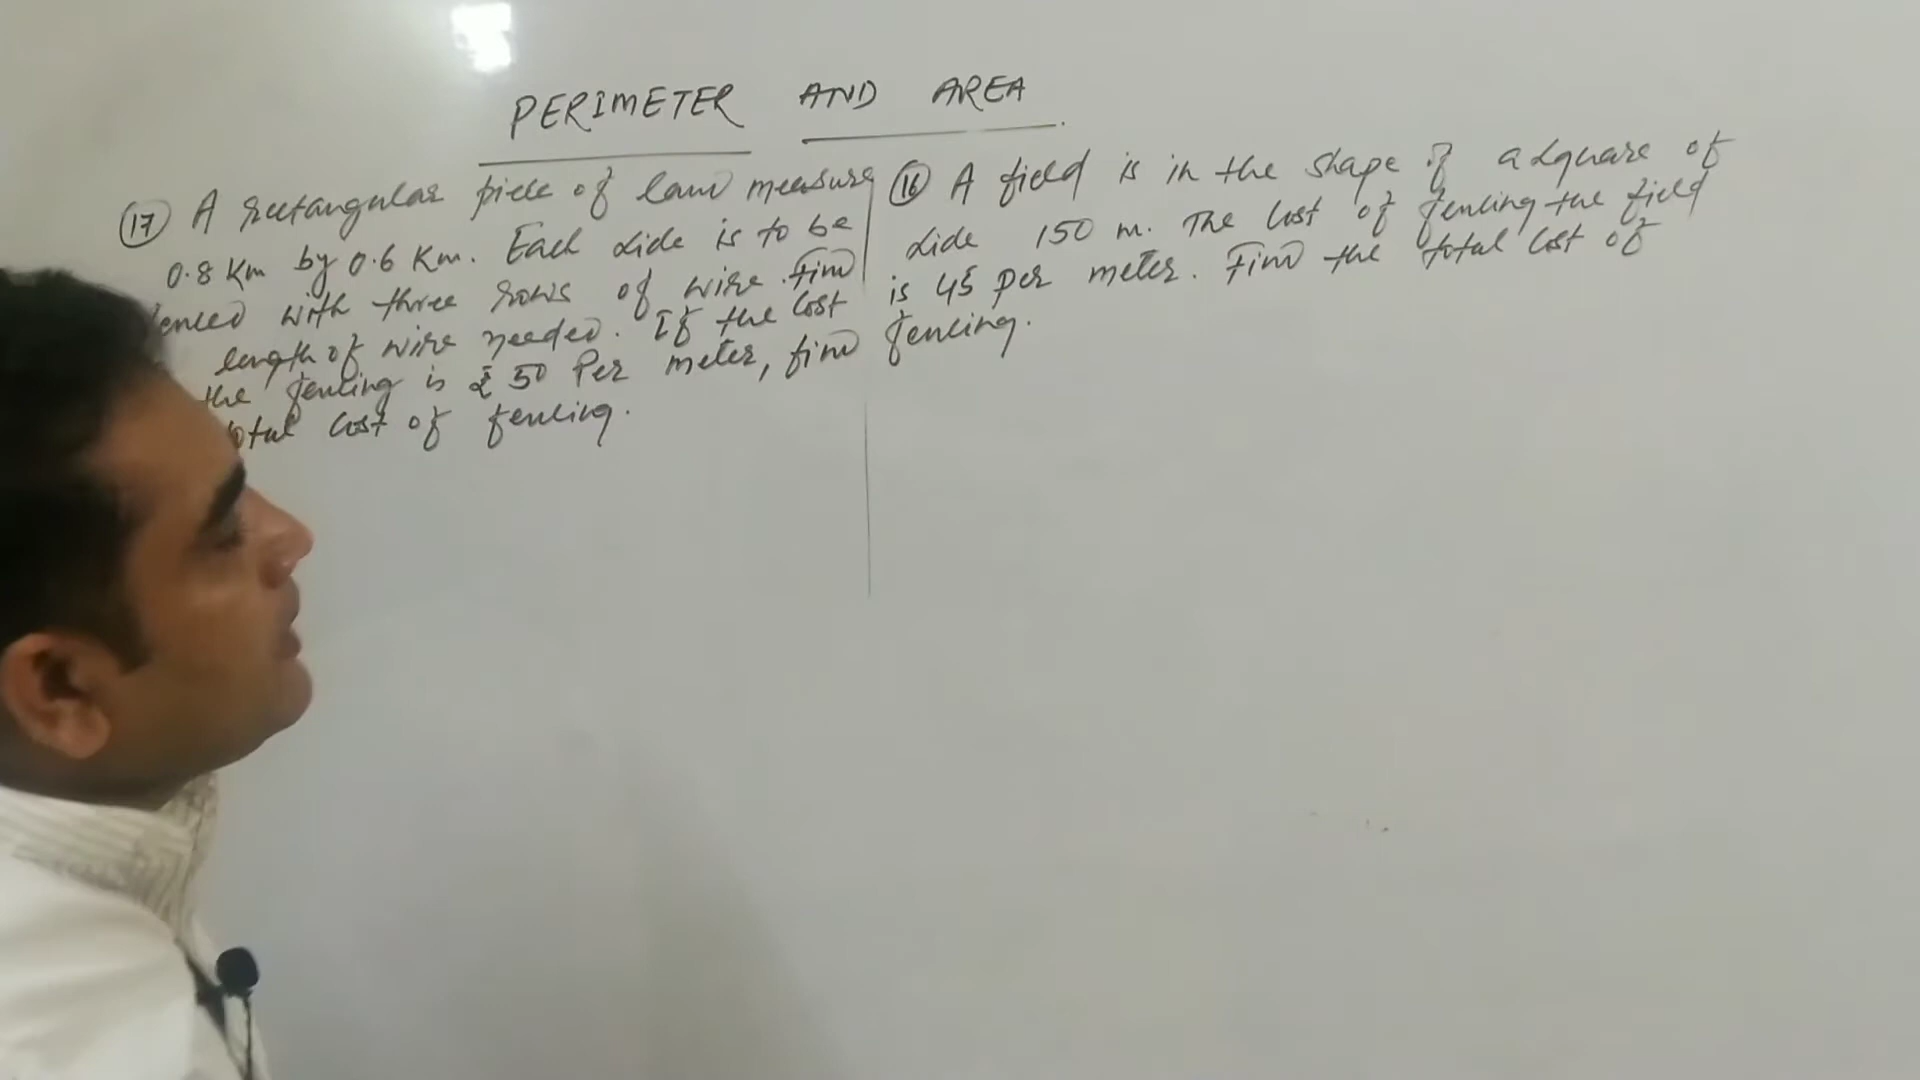 PERIMETER AND AREA
(17) A rectangular piece of land measure
0.8 Km by 0.6 Km. Each side is to be
fenced with three rows of wire. Find
length of wire needed. If the cost
the fencing is ₹ 50 Per meter, find
total cost of fencing.
(16) A field is in the shape of a square of
side 150 m. The cost of fencing the field
is 45 per meter. Find the total cost of
fencing.